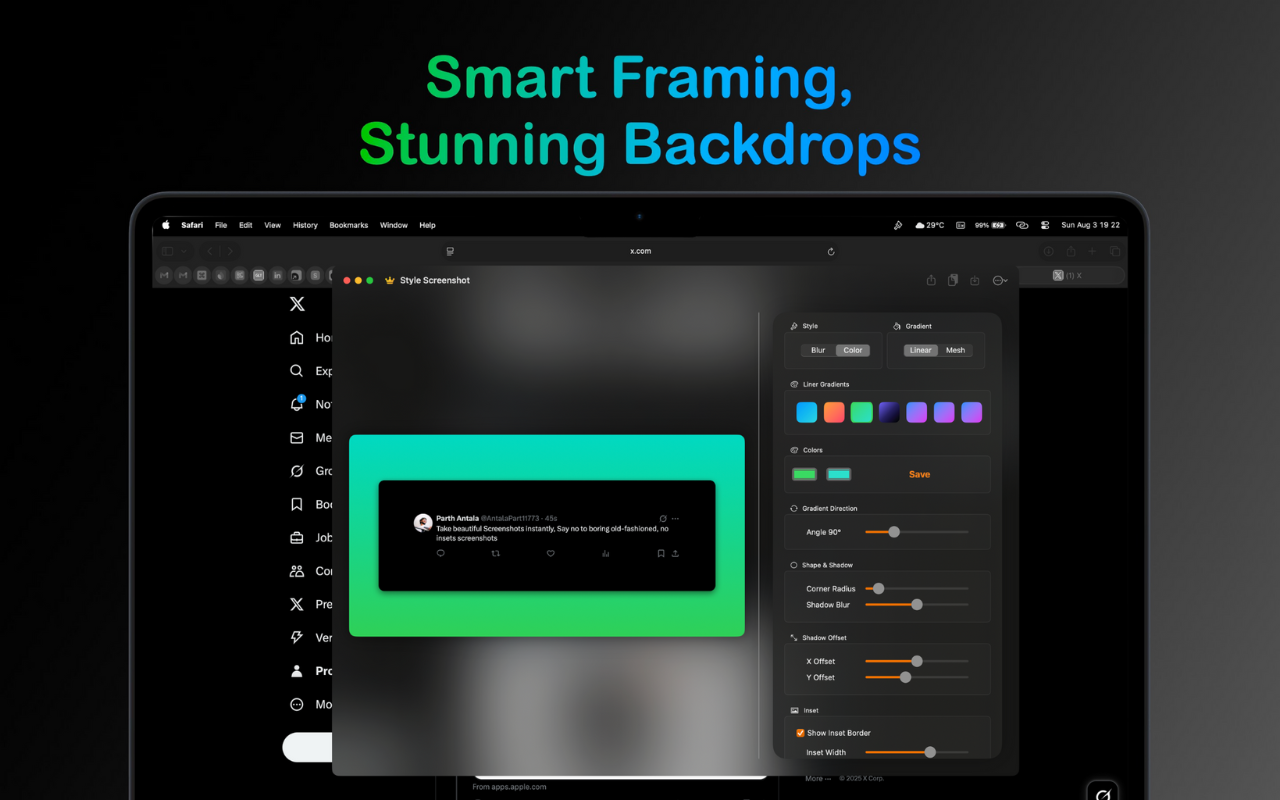 Smart Framing,
Stunning Backdrops
Safari File Edit View History Bookmarks Window Help
29°C 99% Sun Aug 3 19 22
x.com
(1) X
Style Screenshot
Style
Gradient
Blur Color
Linear Mesh
Liner Gradients
Colors
Save
Gradient Direction
Angle 90°
Shape & Shadow
Corner Radius
Shadow Blur
Shadow Offset
X Offset
Y Offset
Inset
Show Inset Border
Inset Width
1
Ho
Exp
No
Me
Gro
Boo
Job
Co
Pre
Ver
Pro
Mo
Parth Antala @AntalaPart11773 · 45s
Take beautiful Screenshots instantly, Say no to boring old-fashioned, no
insets screenshots
More ··· © 2025 X Corp.
From apps.apple.com